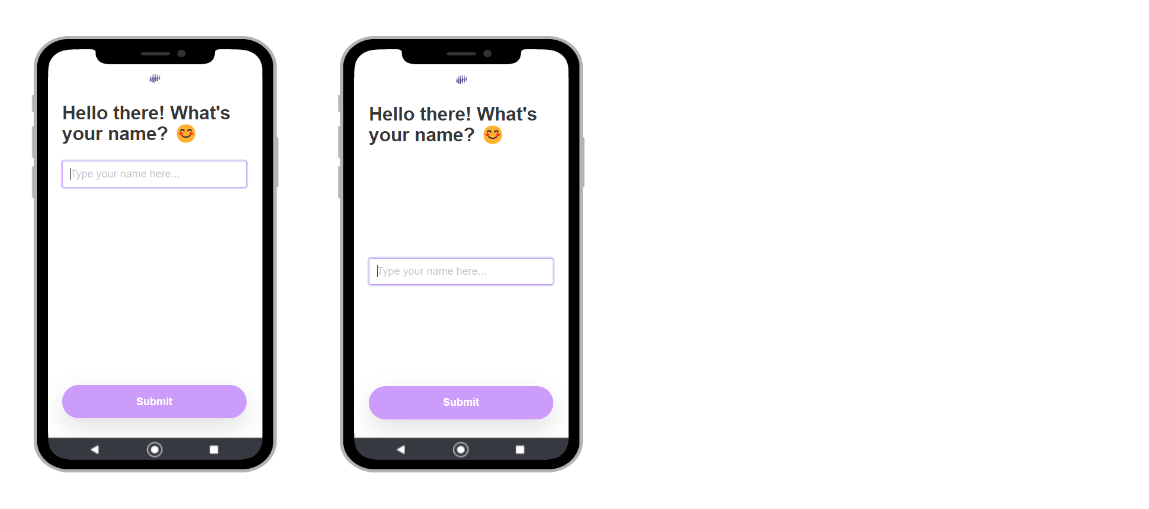 Hello there! What's
your name? 😊
Type your name here...
Submit
Hello there! What's
your name? 😊
Type your name here...
Submit